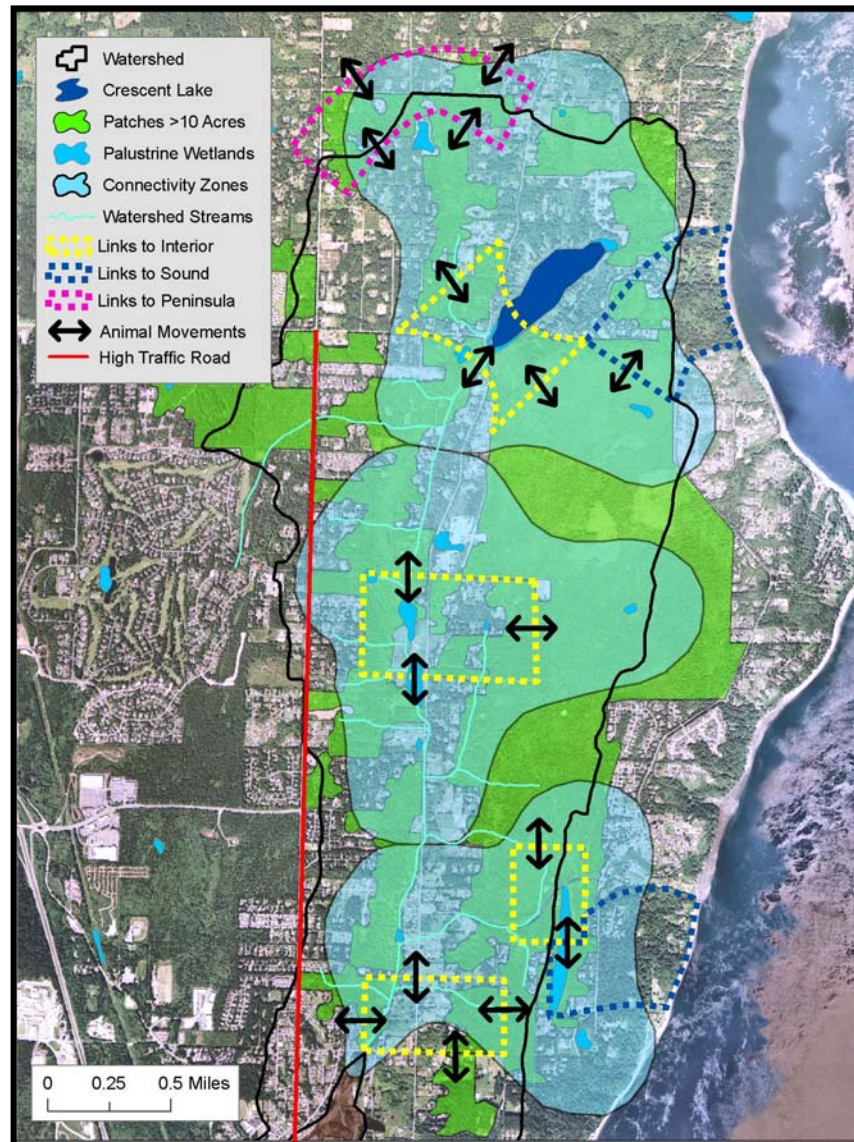 Watershed
Crescent Lake
Patches >10 Acres
Palustrine Wetlands
Connectivity Zones
Watershed Streams
Links to Interior
Links to Sound
Links to Peninsula
Animal Movements
High Traffic Road
0 0.25 0.5 Miles